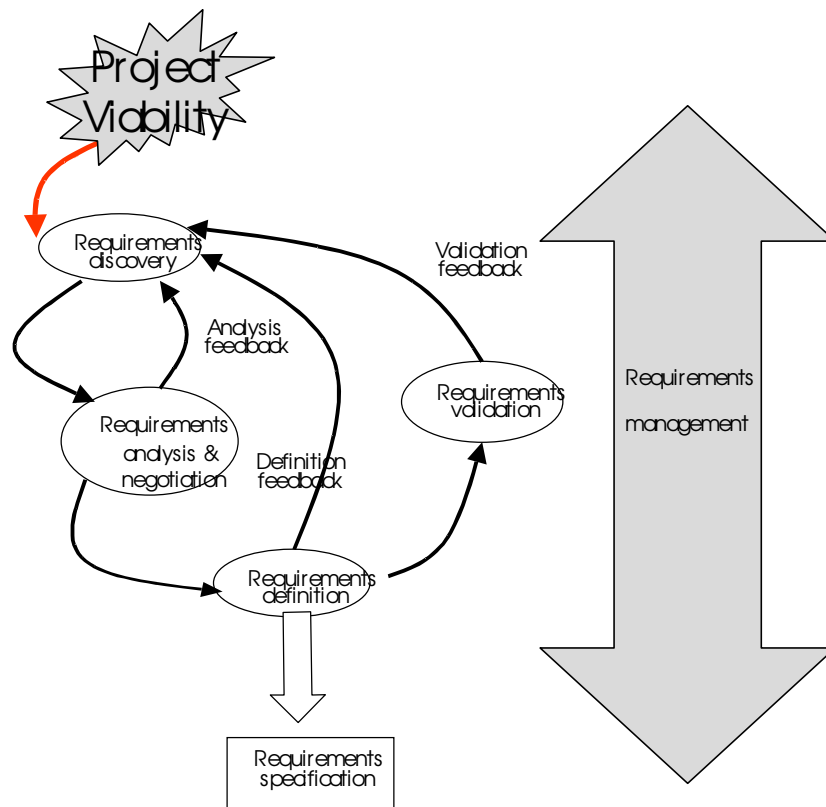 Project
Viability
Requirements
discovery
Validation
feedback
Analysis
feedback
Requirements
validation
Requirements
management
Requirements
analysis &
negotiation
Definition
feedback
Requirements
definition
Requirements
specification